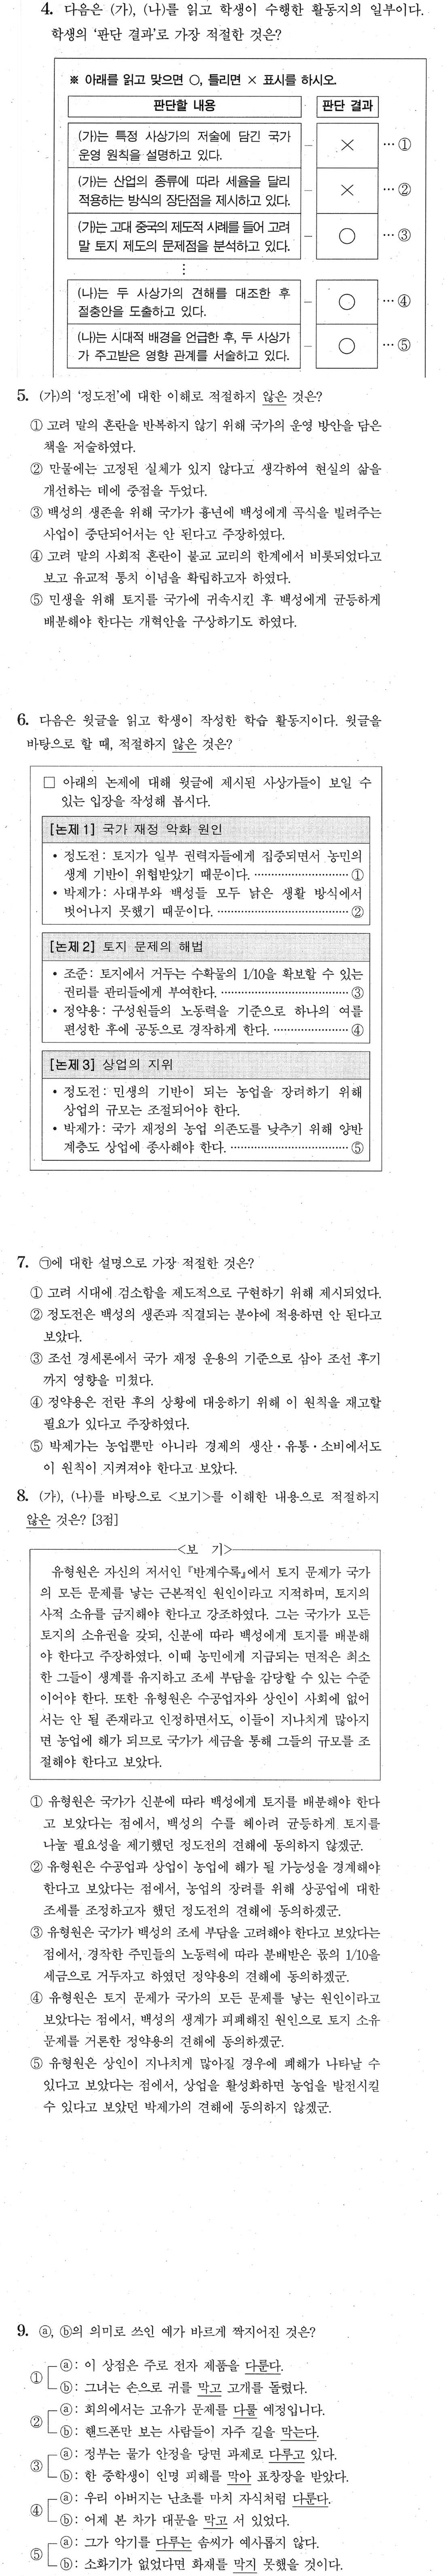 4. 다음은 (가), (나)를 읽고 학생이 수행한 활동지의 일부이다.
학생의 '판단 결과'로 가장 적절한 것은?
※ 아래를 읽고 맞으면 ○, 틀리면 × 표시를 하시오.
판단할 내용 판단 결과
(가)는 특정 사상가의 저술에 담긴 국가
운영 원칙을 설명하고 있다. - × … ①
(가)는 산업의 종류에 따라 세율을 달리
적용하는 방식의 장단점을 제시하고 있다. - × … ②
(가)는 고대 중국의 제도적 사례를 들어 고려
말 토지 제도의 문제점을 분석하고 있다. - ○ … ③
⋮
(나)는 두 사상가의 견해를 대조한 후
절충안을 도출하고 있다. - ○ … ④
(나)는 시대적 배경을 언급한 후, 두 사상가
가 주고받은 영향 관계를 서술하고 있다. - ○ … ⑤
5. (가)의 '정도전'에 대한 이해로 적절하지 않은 것은?
① 고려 말의 혼란을 반복하지 않기 위해 국가의 운영 방안을 담은
책을 저술하였다.
② 만물에는 고정된 실체가 있지 않다고 생각하여 현실의 삶을
개선하는 데에 중점을 두었다.
③ 백성의 생존을 위해 국가가 흉년에 백성에게 곡식을 빌려주는
사업이 중단되어서는 안 된다고 주장하였다.
④ 고려 말의 사회적 혼란이 불교 교리의 한계에서 비롯되었다고
보고 유교적 통치 이념을 확립하고자 하였다.
⑤ 민생을 위해 토지를 국가에 귀속시킨 후 백성에게 균등하게
배분해야 한다는 개혁안을 구상하기도 하였다.
6. 다음은 윗글을 읽고 학생이 작성한 학습 활동지이다. 윗글을
바탕으로 할 때, 적절하지 않은 것은?
□ 아래의 논제에 대해 윗글에 제시된 사상가들이 보일 수
있는 입장을 작성해 봅시다.
[논제 1] 국가 재정 악화 원인
• 정도전: 토지가 일부 권력자들에게 집중되면서 농민의
생계 기반이 위협받았기 때문이다. …………………… ①
• 박제가: 사대부와 백성들 모두 낡은 생활 방식에서
벗어나지 못했기 때문이다. …………………………… ②
[논제 2] 토지 문제의 해법
• 조준: 토지에서 거두는 수확물의 1/10을 확보할 수 있는
권리를 관리들에게 부여한다. ………………………… ③
• 정약용: 구성원들의 노동력을 기준으로 하나의 여를
편성한 후에 공동으로 경작하게 한다. ……………… ④
[논제 3] 상업의 지위
• 정도전: 민생의 기반이 되는 농업을 장려하기 위해
상업의 규모는 조절되어야 한다.
• 박제가: 국가 재정의 농업 의존도를 낮추기 위해 양반
계층도 상업에 종사해야 한다. ……………………… ⑤
7. ㉠에 대한 설명으로 가장 적절한 것은?
① 고려 시대에 검소함을 제도적으로 구현하기 위해 제시되었다.
② 정도전은 백성의 생존과 직결되는 분야에 적용하면 안 된다고
보았다.
③ 조선 경세론에서 국가 재정 운용의 기준으로 삼아 조선 후기
까지 영향을 미쳤다.
④ 정약용은 전란 후의 상황에 대응하기 위해 이 원칙을 재고할
필요가 있다고 주장하였다.
⑤ 박제가는 농업뿐만 아니라 경제의 생산·유통·소비에서도
이 원칙이 지켜져야 한다고 보았다.
8. (가), (나)를 바탕으로 <보기>를 이해한 내용으로 적절하지
않은 것은? [3점]
<보 기>
유형원은 자신의 저서인 『반계수록』에서 토지 문제가 국가
의 모든 문제를 낳는 근본적인 원인이라고 지적하며, 토지의
사적 소유를 금지해야 한다고 강조하였다. 그는 국가가 모든
토지의 소유권을 갖되, 신분에 따라 백성에게 토지를 배분해
야 한다고 주장하였다. 이때 농민에게 지급되는 면적은 최소
한 그들이 생계를 유지하고 조세 부담을 감당할 수 있는 수준
이어야 한다. 또한 유형원은 수공업자와 상인이 사회에 없어
서는 안 될 존재라고 인정하면서도, 이들이 지나치게 많아지
면 농업에 해가 되므로 국가가 세금을 통해 그들의 규모를 조
절해야 한다고 보았다.
① 유형원은 국가가 신분에 따라 백성에게 토지를 배분해야 한다
고 보았다는 점에서, 백성의 수를 헤아려 균등하게 토지를
나눌 필요성을 제기했던 정도전의 견해에 동의하지 않겠군.
② 유형원은 수공업과 상업이 농업에 해가 될 가능성을 경계해야
한다고 보았다는 점에서, 농업의 장려를 위해 상공업에 대한
조세를 조정하고자 했던 정도전의 견해에 동의하겠군.
③ 유형원은 국가가 백성의 조세 부담을 고려해야 한다고 보았다는
점에서, 경작한 주민들의 노동력에 따라 분배받은 몫의 1/10을
세금으로 거두자고 하였던 정약용의 견해에 동의하겠군.
④ 유형원은 토지 문제가 국가의 모든 문제를 낳는 원인이라고
보았다는 점에서, 백성의 생계가 피폐해진 원인으로 토지 소유
문제를 거론한 정약용의 견해에 동의하겠군.
⑤ 유형원은 상인이 지나치게 많아질 경우에 폐해가 나타날 수
있다고 보았다는 점에서, 상업을 활성화하면 농업을 발전시킬
수 있다고 보았던 박제가의 견해에 동의하지 않겠군.
9. ⓐ, ⓑ의 의미로 쓰인 예가 바르게 짝지어진 것은?
① ⓐ: 이 상점은 주로 전자 제품을 다룬다.
ⓑ: 그녀는 손으로 귀를 막고 고개를 돌렸다.
② ⓐ: 회의에서는 고유가 문제를 다룰 예정입니다.
ⓑ: 핸드폰만 보는 사람들이 자주 길을 막는다.
③ ⓐ: 정부는 물가 안정을 당면 과제로 다루고 있다.
ⓑ: 한 중학생이 인명 피해를 막아 표창장을 받았다.
④ ⓐ: 우리 아버지는 난초를 마치 자식처럼 다룬다.
ⓑ: 어제 본 차가 대문을 막고 서 있었다.
⑤ ⓐ: 그가 악기를 다루는 솜씨가 예사롭지 않다.
ⓑ: 소화기가 없었다면 화재를 막지 못했을 것이다.